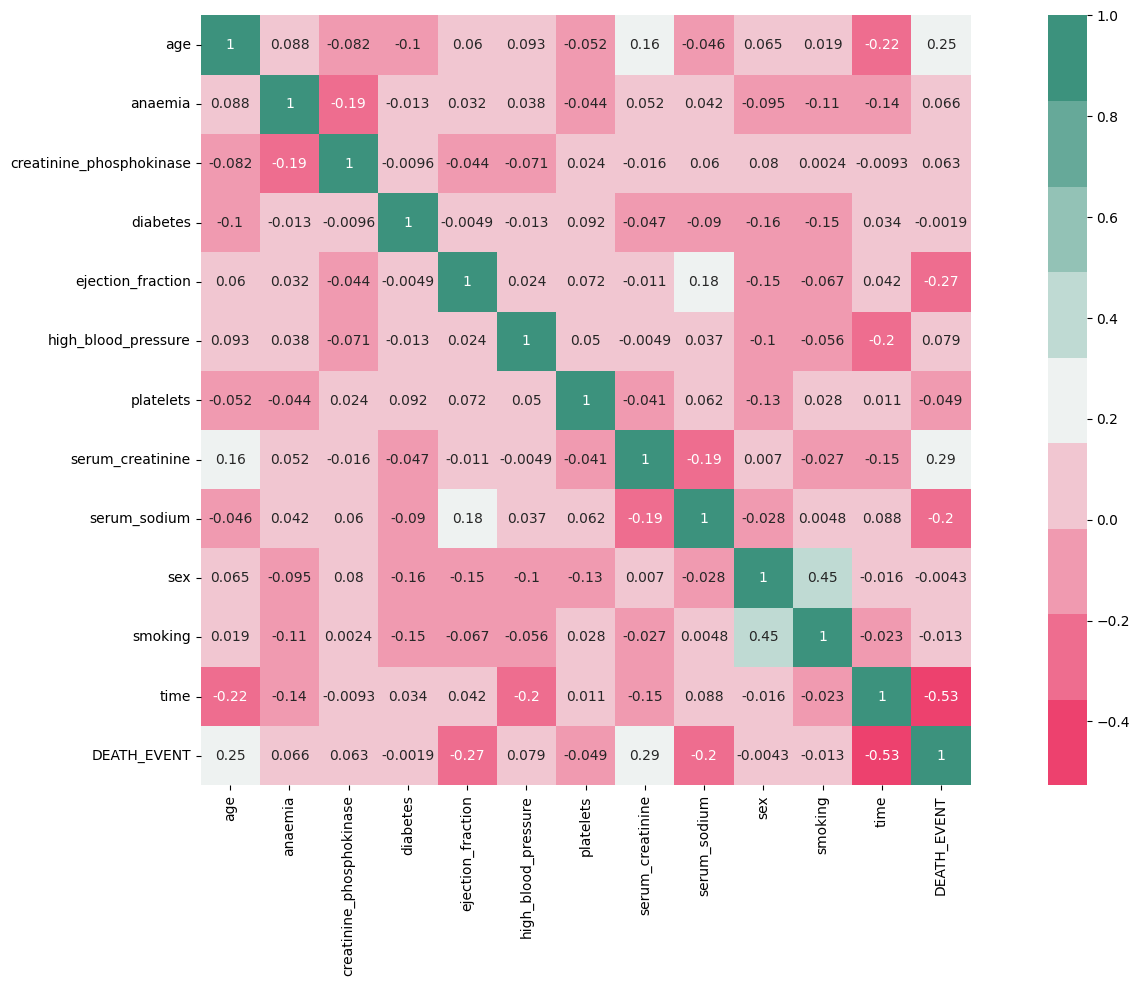 age 1 0.088 -0.082 -0.1 0.06 0.093 -0.052 0.16 -0.046 0.065 0.019 -0.22 0.25
anaemia 0.088 1 -0.19 -0.013 0.032 0.038 -0.044 0.052 0.042 -0.095 -0.11 -0.14 0.066
creatinine_phosphokinase -0.082 -0.19 1 -0.0096 -0.044 -0.071 0.024 -0.016 0.06 0.08 0.0024 -0.0093 0.063
diabetes -0.1 -0.013 -0.0096 1 -0.0049 -0.013 0.092 -0.047 -0.09 -0.16 -0.15 0.034 -0.0019
ejection_fraction 0.06 0.032 -0.044 -0.0049 1 0.024 0.072 -0.011 0.18 -0.15 -0.067 0.042 -0.27
high_blood_pressure 0.093 0.038 -0.071 -0.013 0.024 1 0.05 -0.0049 0.037 -0.1 -0.056 -0.2 0.079
platelets -0.052 -0.044 0.024 0.092 0.072 0.05 1 -0.041 0.062 -0.13 0.028 0.011 -0.049
serum_creatinine 0.16 0.052 -0.016 -0.047 -0.011 -0.0049 -0.041 1 -0.19 0.007 -0.027 -0.15 0.29
serum_sodium -0.046 0.042 0.06 -0.09 0.18 0.037 0.062 -0.19 1 -0.028 0.0048 0.088 -0.2
sex 0.065 -0.095 0.08 -0.16 -0.15 -0.1 -0.13 0.007 -0.028 1 0.45 -0.016 -0.0043
smoking 0.019 -0.11 0.0024 -0.15 -0.067 -0.056 0.028 -0.027 0.0048 0.45 1 -0.023 -0.013
time -0.22 -0.14 -0.0093 0.034 0.042 -0.2 0.011 -0.15 0.088 -0.016 -0.023 1 -0.53
DEATH_EVENT 0.25 0.066 0.063 -0.0019 -0.27 0.079 -0.049 0.29 -0.2 -0.0043 -0.013 -0.53 1
age
anaemia
creatinine_phosphokinase
diabetes
ejection_fraction
high_blood_pressure
platelets
serum_creatinine
serum_sodium
sex
smoking
time
DEATH_EVENT
1.0
0.8
0.6
0.4
0.2
0.0
−0.2
−0.4